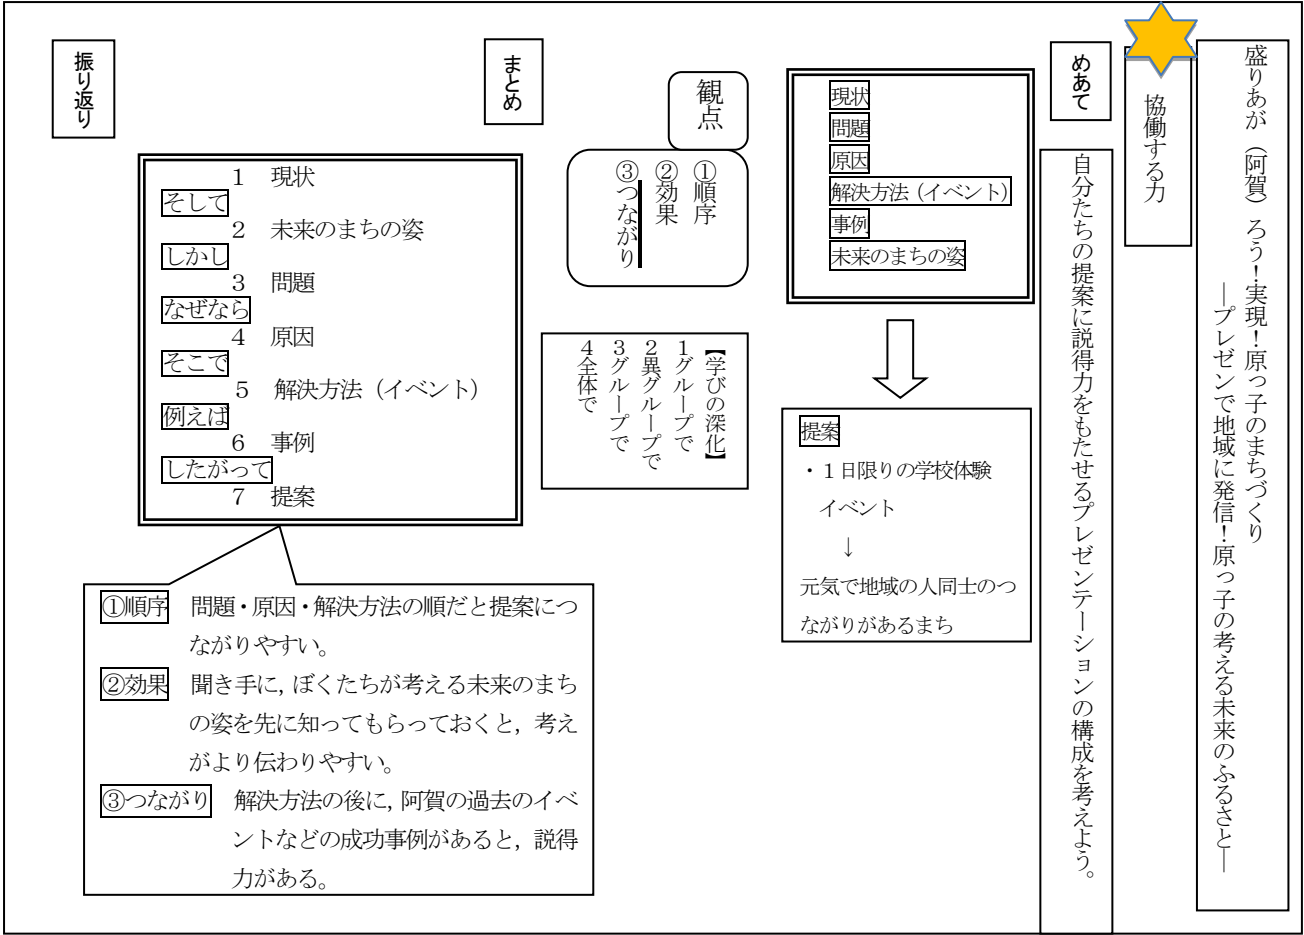 盛りあが（阿賀）ろう！実現！原っ子のまちづくり
―プレゼンで地域に発信！原っ子の考える未来のふるさと―
協働する力
めあて
自分たちの提案に説得力をもたせるプレゼンテーションの構成を考えよう。
現状
問題
原因
解決方法（イベント）
事例
未来のまちの姿
提案
・１日限りの学校体験
イベント
↓
元気で地域の人同士のつ
ながりがあるまち
観点
①順序
②効果
③つながり
【学びの深化】
１グループで
２異グループで
３グループで
４全体で
まとめ
１　現状
そして
２　未来のまちの姿
しかし
３　問題
なぜなら
４　原因
そこで
５　解決方法（イベント）
例えば
６　事例
したがって
７　提案
①順序　問題・原因・解決方法の順だと提案につ
ながりやすい。
②効果　聞き手に，ぼくたちが考える未来のまち
の姿を先に知ってもらっておくと，考え
がより伝わりやすい。
③つながり　解決方法の後に，阿賀の過去のイベ
ントなどの成功事例があると，説得
力がある。
振り返り